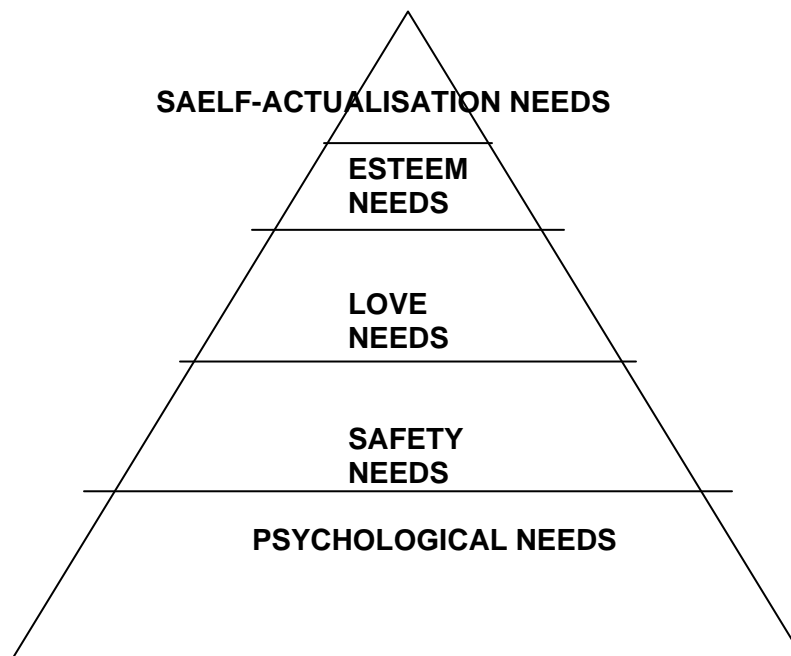 SAELF-ACTUALISATION NEEDS
ESTEEM
NEEDS
LOVE
NEEDS
SAFETY
NEEDS
PSYCHOLOGICAL NEEDS